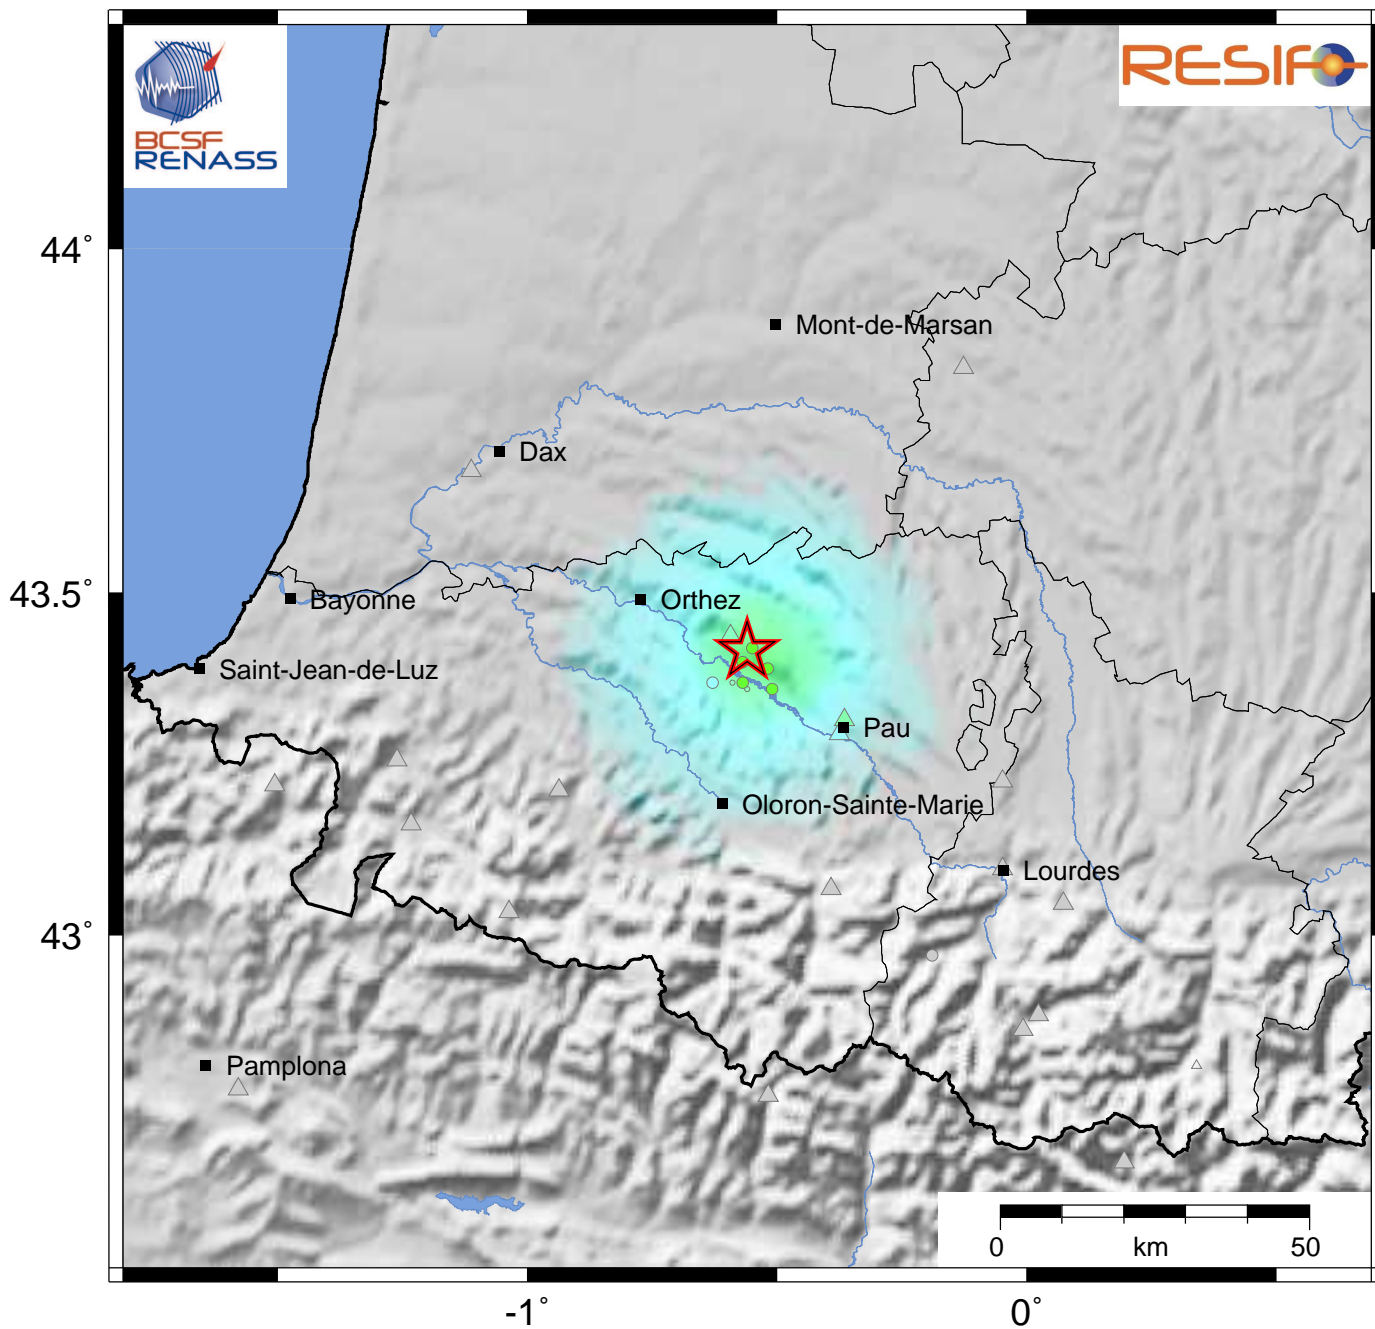 BCSF
RENASS
RESIF
44°
Mont-de-Marsan
Dax
43.5°
Bayonne
Orthez
Saint-Jean-de-Luz
Pau
Oloron-Sainte-Marie
Lourdes
43°
Pamplona
0 km 50
-1° 0°